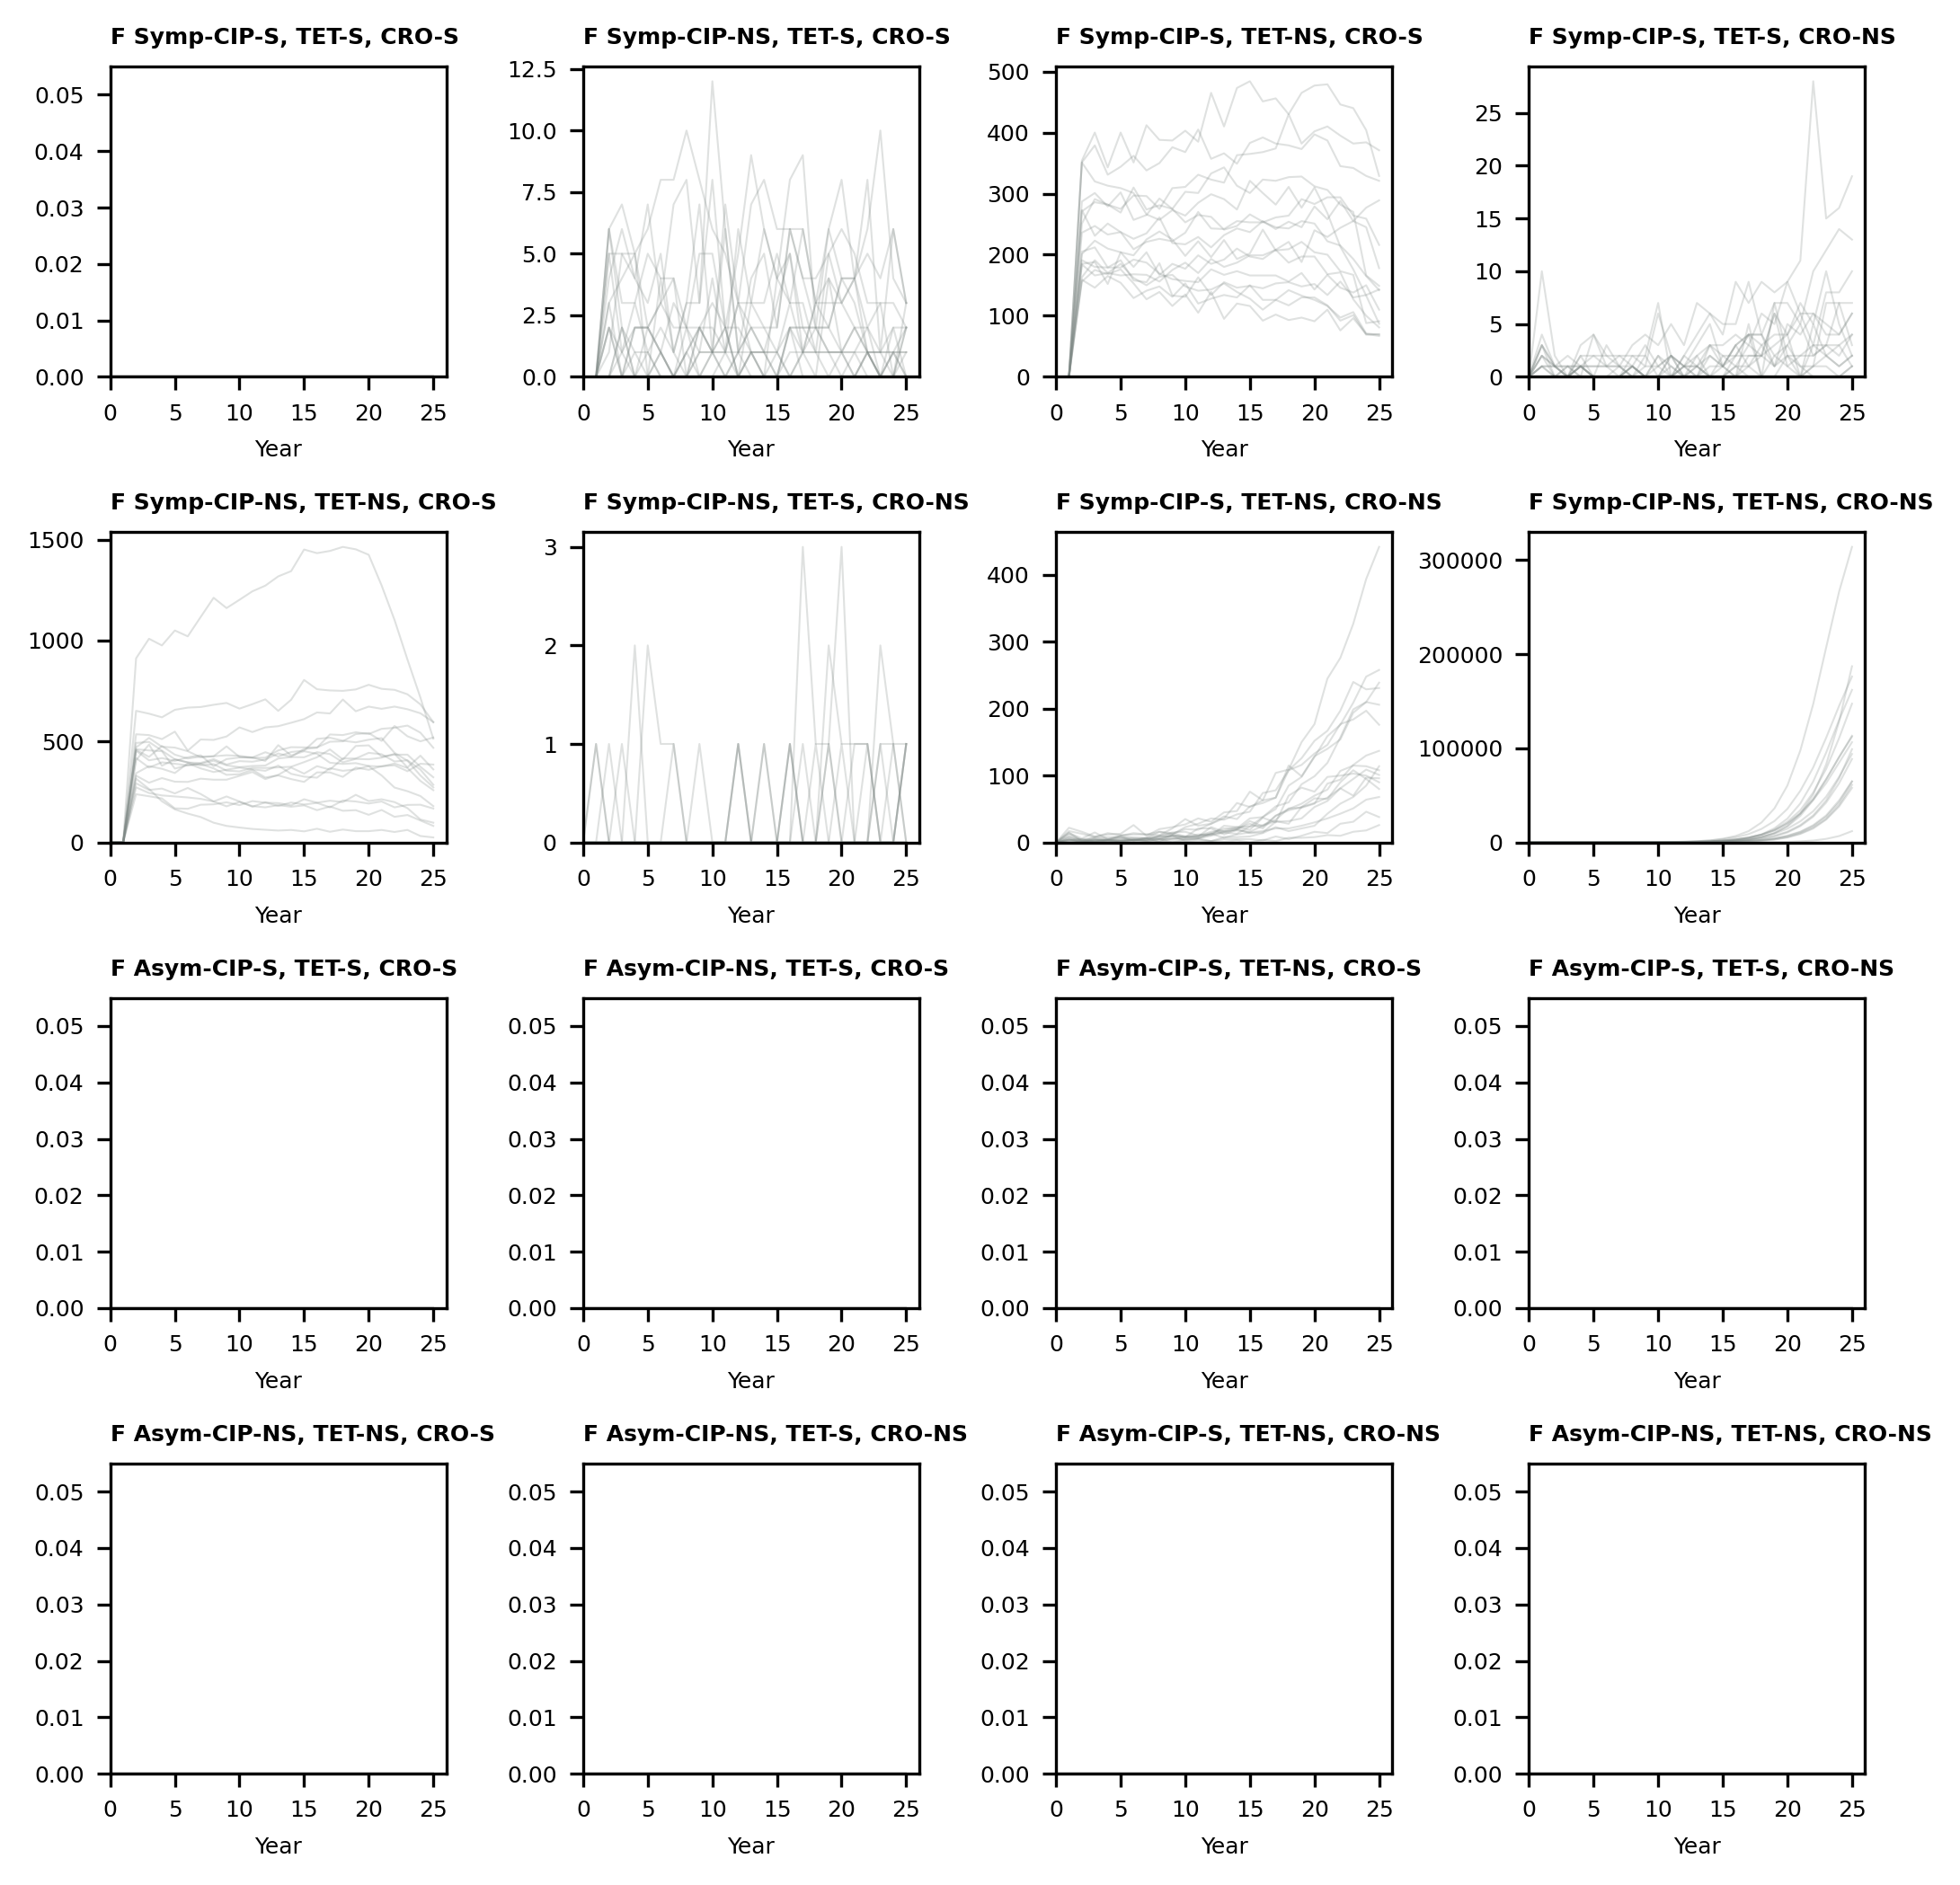 F Symp-CIP-S, TET-S, CRO-S
0.05
0.04
0.03
0.02
0.01
0.00
0 5 10 15 20 25
Year
F Symp-CIP-NS, TET-S, CRO-S
12.5
10.0
7.5
5.0
2.5
0.0
0 5 10 15 20 25
Year
F Symp-CIP-S, TET-NS, CRO-S
500
400
300
200
100
0
0 5 10 15 20 25
Year
F Symp-CIP-S, TET-S, CRO-NS
25
20
15
10
5
0
0 5 10 15 20 25
Year
F Symp-CIP-NS, TET-NS, CRO-S
1500
1000
500
0
0 5 10 15 20 25
Year
F Symp-CIP-NS, TET-S, CRO-NS
3
2
1
0
0 5 10 15 20 25
Year
F Symp-CIP-S, TET-NS, CRO-NS
400
300
200
100
0
0 5 10 15 20 25
Year
F Symp-CIP-NS, TET-NS, CRO-NS
300000
200000
100000
0
0 5 10 15 20 25
Year
F Asym-CIP-S, TET-S, CRO-S
0.05
0.04
0.03
0.02
0.01
0.00
0 5 10 15 20 25
Year
F Asym-CIP-NS, TET-S, CRO-S
0.05
0.04
0.03
0.02
0.01
0.00
0 5 10 15 20 25
Year
F Asym-CIP-S, TET-NS, CRO-S
0.05
0.04
0.03
0.02
0.01
0.00
0 5 10 15 20 25
Year
F Asym-CIP-S, TET-S, CRO-NS
0.05
0.04
0.03
0.02
0.01
0.00
0 5 10 15 20 25
Year
F Asym-CIP-NS, TET-NS, CRO-S
0.05
0.04
0.03
0.02
0.01
0.00
0 5 10 15 20 25
Year
F Asym-CIP-NS, TET-S, CRO-NS
0.05
0.04
0.03
0.02
0.01
0.00
0 5 10 15 20 25
Year
F Asym-CIP-S, TET-NS, CRO-NS
0.05
0.04
0.03
0.02
0.01
0.00
0 5 10 15 20 25
Year
F Asym-CIP-NS, TET-NS, CRO-NS
0.05
0.04
0.03
0.02
0.01
0.00
0 5 10 15 20 25
Year